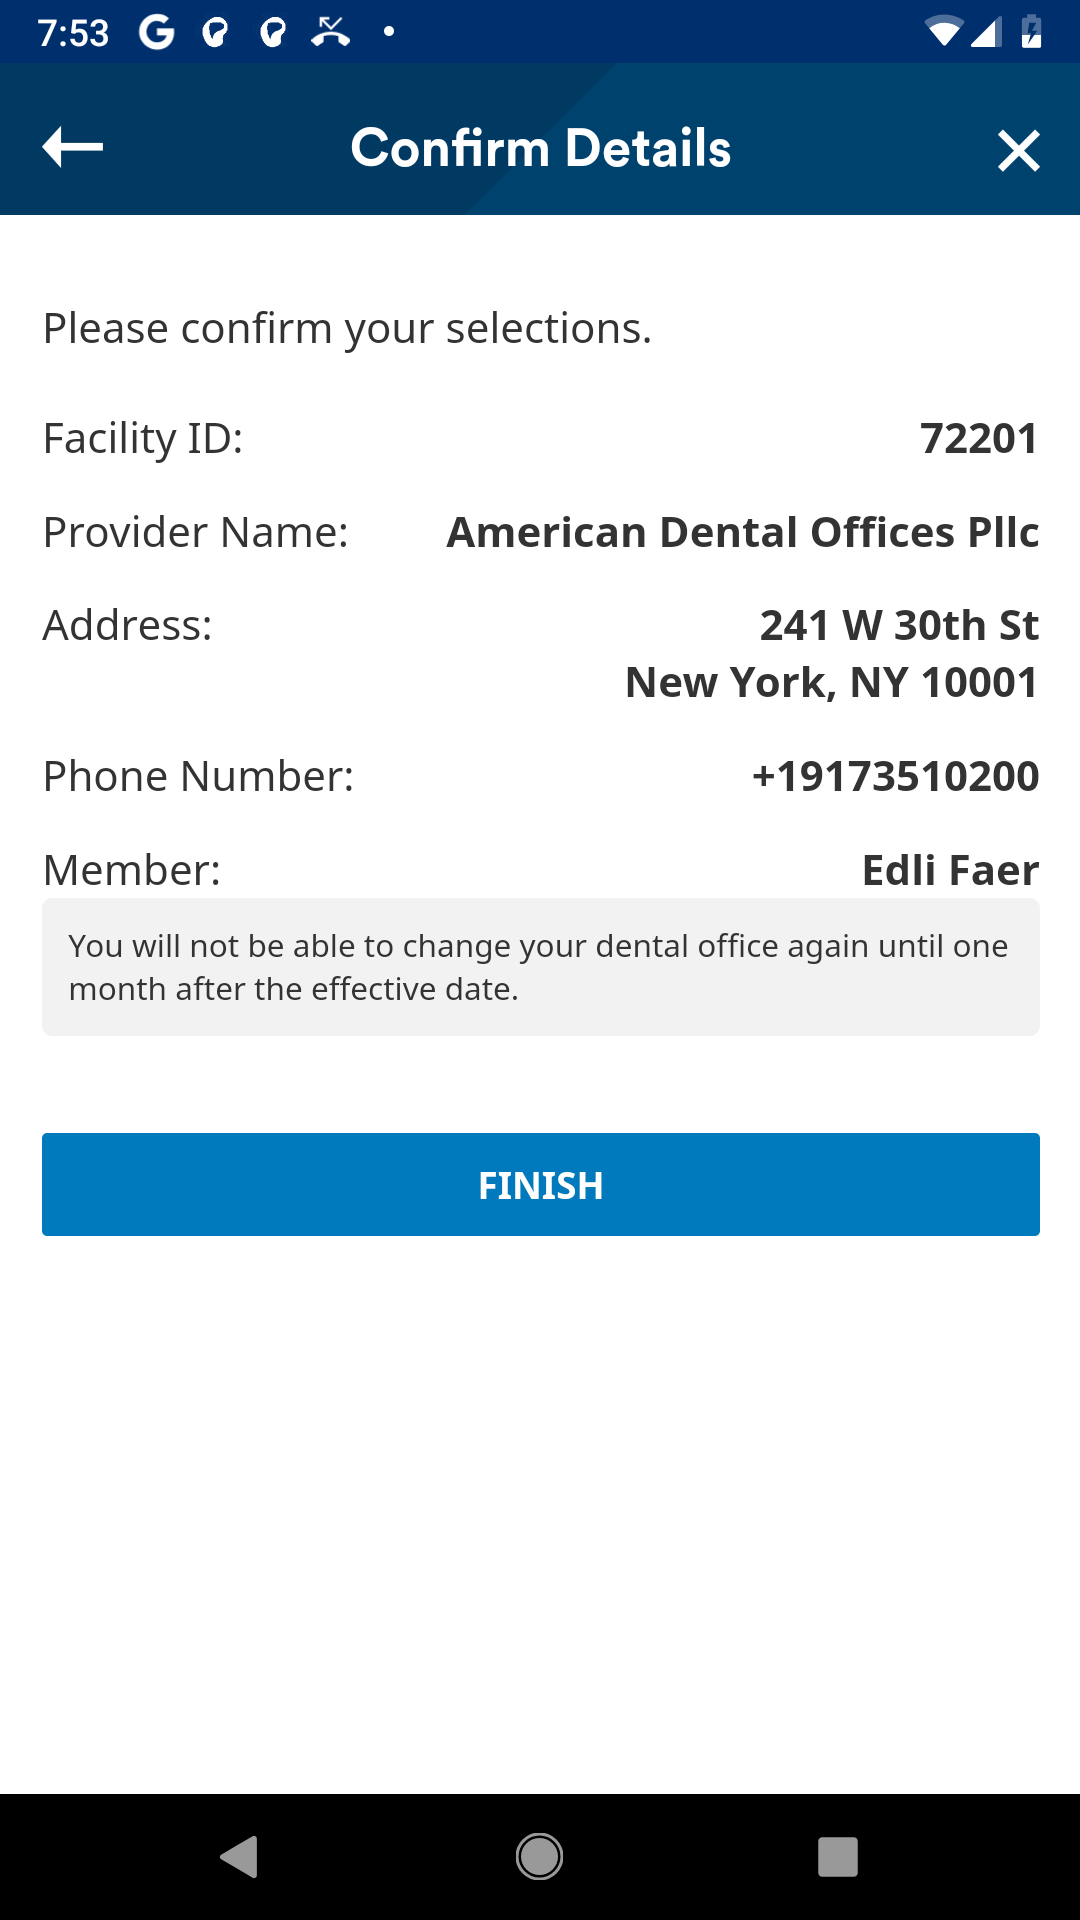 7:53
Confirm Details
Please confirm your selections.
Facility ID: 72201
Provider Name: American Dental Offices Pllc
Address: 241 W 30th St
New York, NY 10001
Phone Number: +19173510200
Member: Edli Faer
You will not be able to change your dental office again until one
month after the effective date.
FINISH